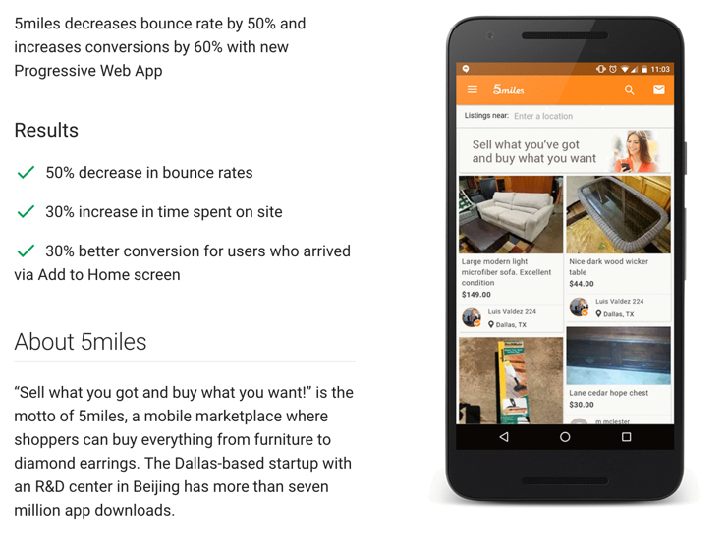 5miles decreases bounce rate by 50% and
increases conversions by 60% with new
Progressive Web App
Results
50% decrease in bounce rates
30% increase in time spent on site
30% better conversion for users who arrived
via Add to Home screen
About 5miles
“Sell what you got and buy what you want!” is the
motto of 5miles, a mobile marketplace where
shoppers can buy everything from furniture to
diamond earrings. The Dallas-based startup with
an R&D center in Beijing has more than seven
million app downloads.
11:03
5miles
Listings near: Enter a location
Sell what you've got
and buy what you want
Large modern light
microfiber sofa. Excellent
condition
$149.00
Luis Valdez 224
Dallas, TX
Nice dark wood wicker
table
$44.00
Luis Valdez 224
Dallas, TX
Lane cedar hope chest
$30.00
m mclester